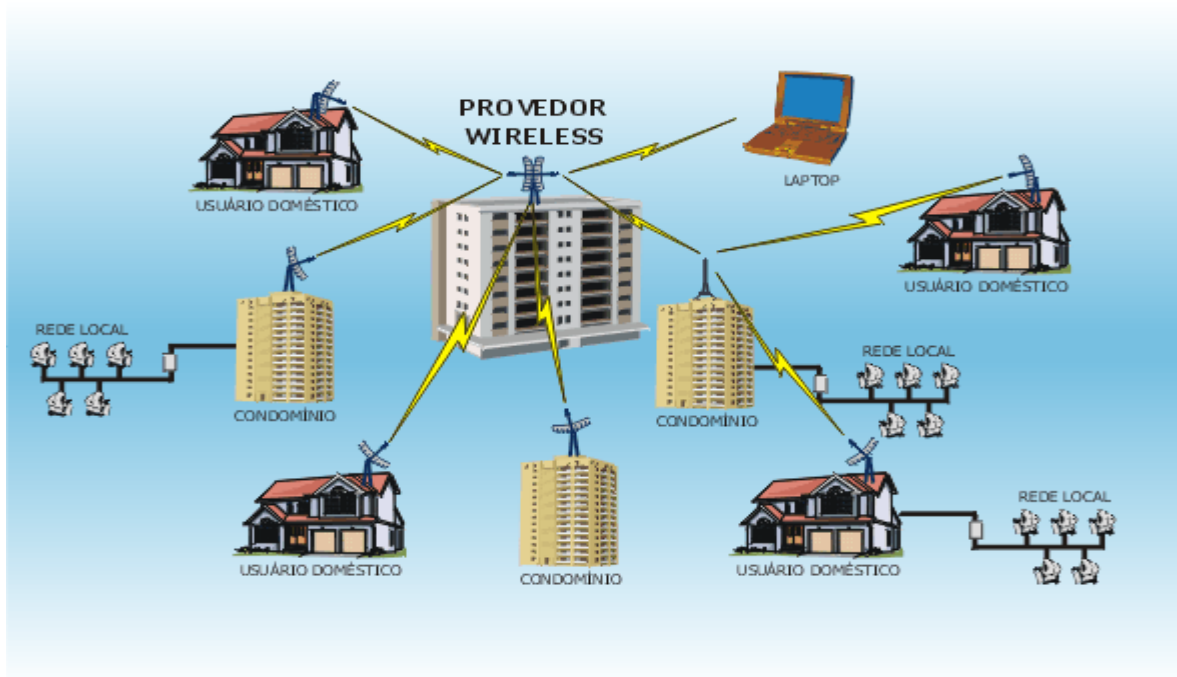 PROVEDOR
WIRELESS
LAPTOP
USUÁRIO DOMÉSTICO
USUÁRIO DOMÉSTICO
REDE LOCAL
REDE LOCAL
CONDOMÍNIO
CONDOMÍNIO
REDE LOCAL
USUÁRIO DOMÉSTICO
CONDOMÍNIO
USUÁRIO DOMÉSTICO